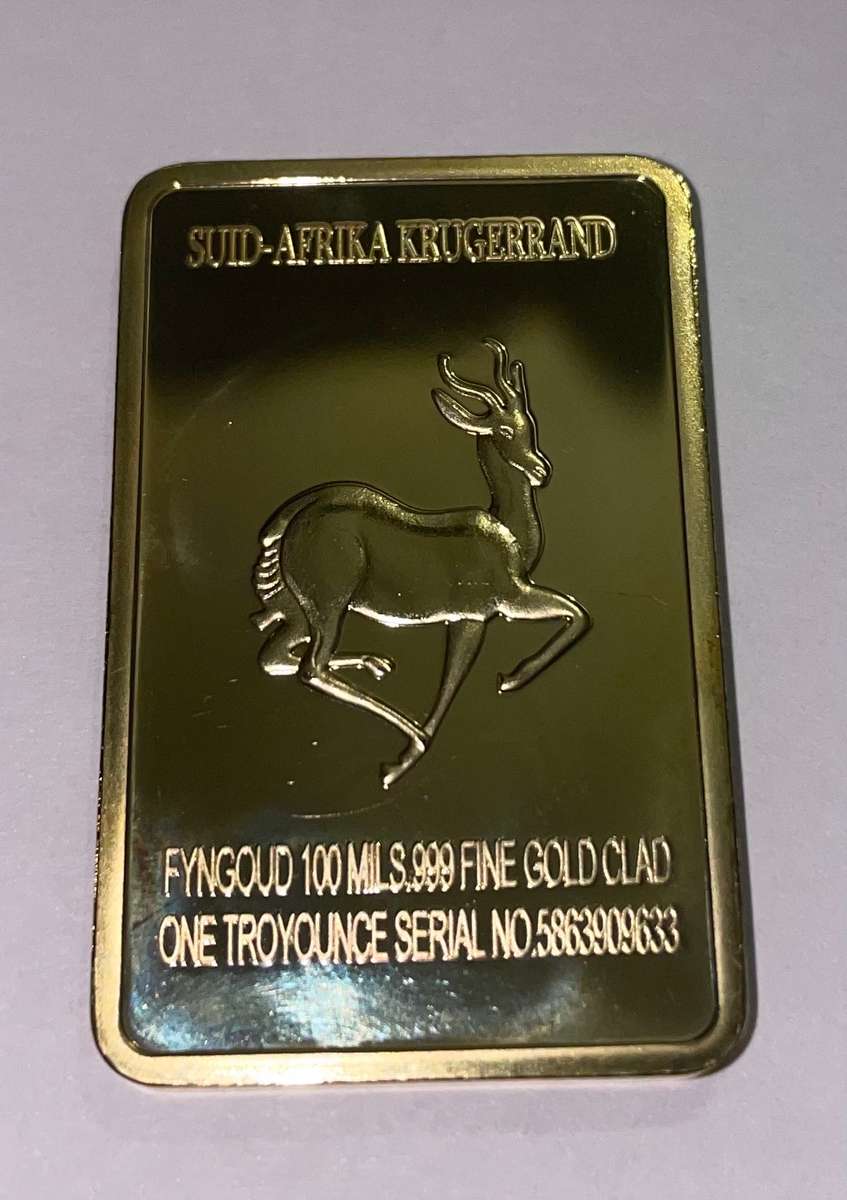 SUID-AFRIKA KRUGERRAND
FYNGOUD 100 MILS.999 FINE GOLD CLAD
ONE TROYOUNCE SERIAL NO.5863909633